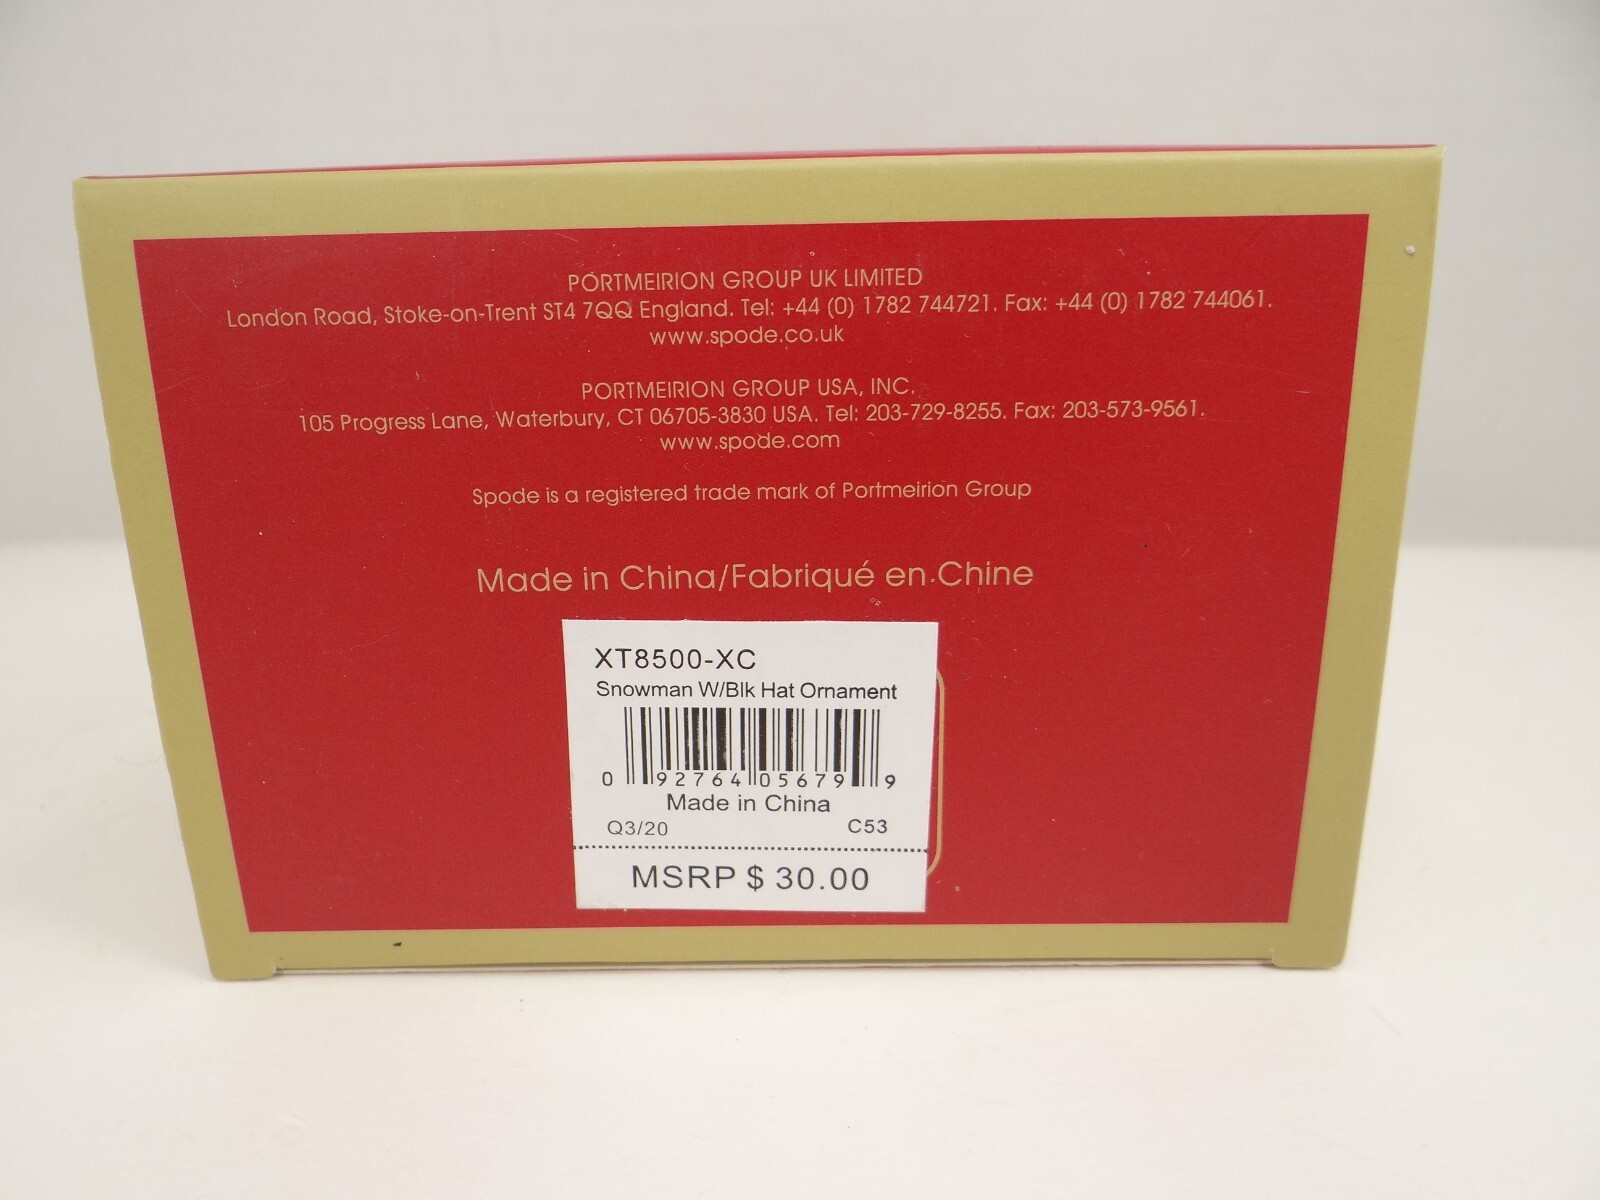 PORTMEIRION GROUP UK LIMITED
London Road, Stoke-on-Trent ST4 7QQ England. Tel: +44 (0) 1782 744721. Fax: +44 (0) 1782 744061.
www.spode.co.uk
PORTMEIRION GROUP USA, INC.
105 Progress Lane, Waterbury, CT 06705-3830 USA. Tel: 203-729-8255. Fax: 203-573-9561.
www.spode.com
Spode is a registered trade mark of Portmeirion Group
Made in China/Fabriqué en Chine
XT8500-XC
Snowman W/Blk Hat Ornament
0 92764 05679 9
Made in China
Q3/20 C53
MSRP $ 30.00